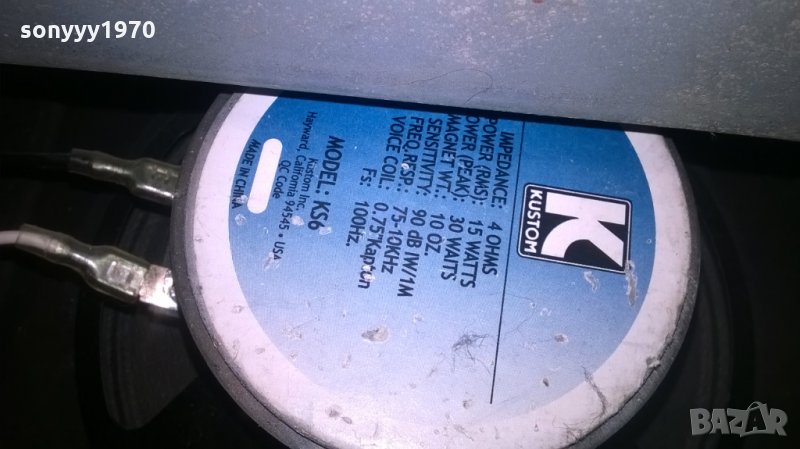 sonyyy1970
K
KUSTOM
IMPEDANCE: 4 OHMS
POWER (RMS): 15 WATTS
POWER (PEAK): 30 WATTS
MAGNET WT.: 10 OZ.
SENSITIVITY: 90 dB 1W/1M
FREQ. RESP.: 75-10KHz
VOICE COIL: 0.75"Kapton
Fs: 100Hz.
MODEL: KS6
Kustom Inc.
Hayward, California 94545 • USA
QC Code
MADE IN CHINA
BAZAR